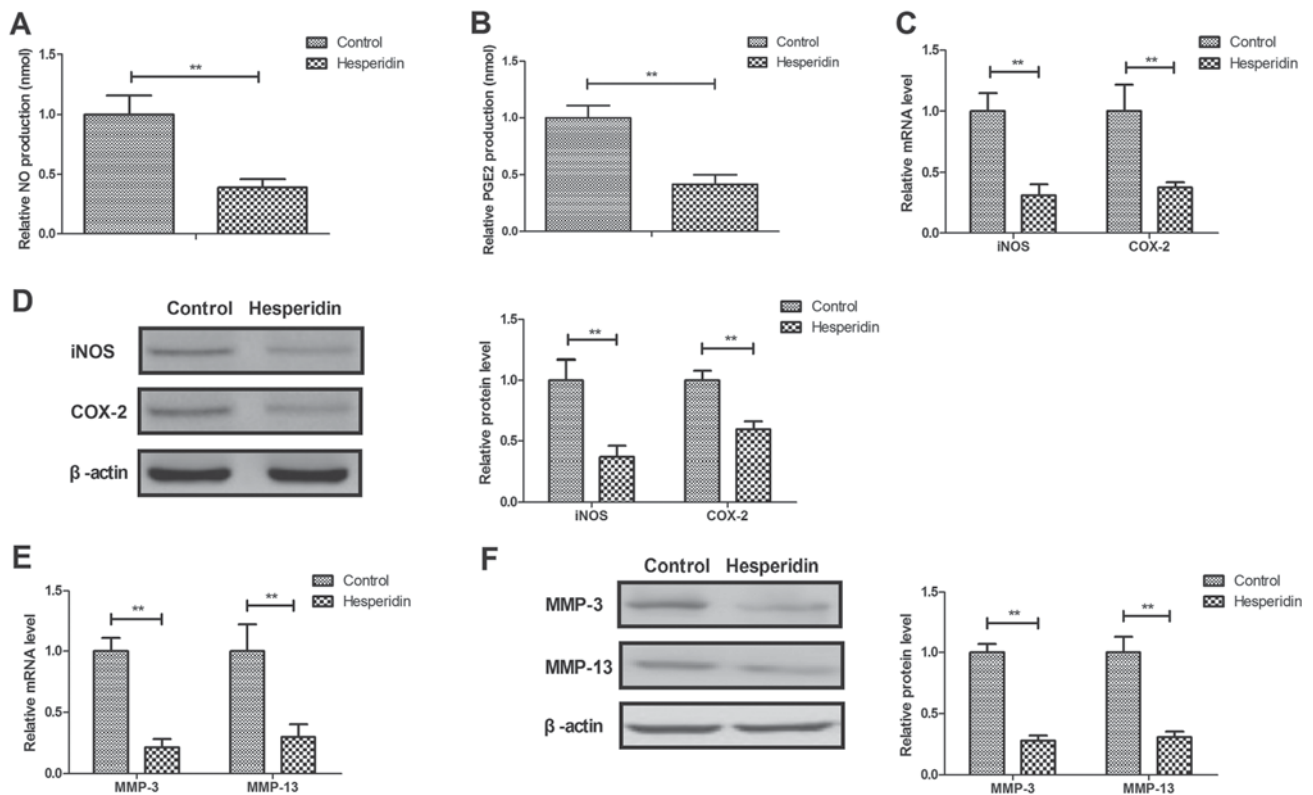 A
Control
Hesperidin
Relative NO production (nmol)
1.5
1.0
0.5
0.0
**
B
Control
Hesperidin
Relative PGE2 production (nmol)
1.5
1.0
0.5
0.0
**
C
Control
Hesperidin
Relative mRNA level
1.5
1.0
0.5
0.0
**
**
iNOS
COX-2
D
Control Hesperidin
iNOS
COX-2
β -actin
Control
Hesperidin
Relative protein level
1.5
1.0
0.5
0.0
**
**
iNOS
COX-2
E
Control
Hesperidin
Relative mRNA level
1.5
1.0
0.5
0.0
**
**
MMP-3
MMP-13
F
Control Hesperidin
MMP-3
MMP-13
β -actin
Control
Hesperidin
Relative protein level
1.5
1.0
0.5
0.0
**
**
MMP-3
MMP-13